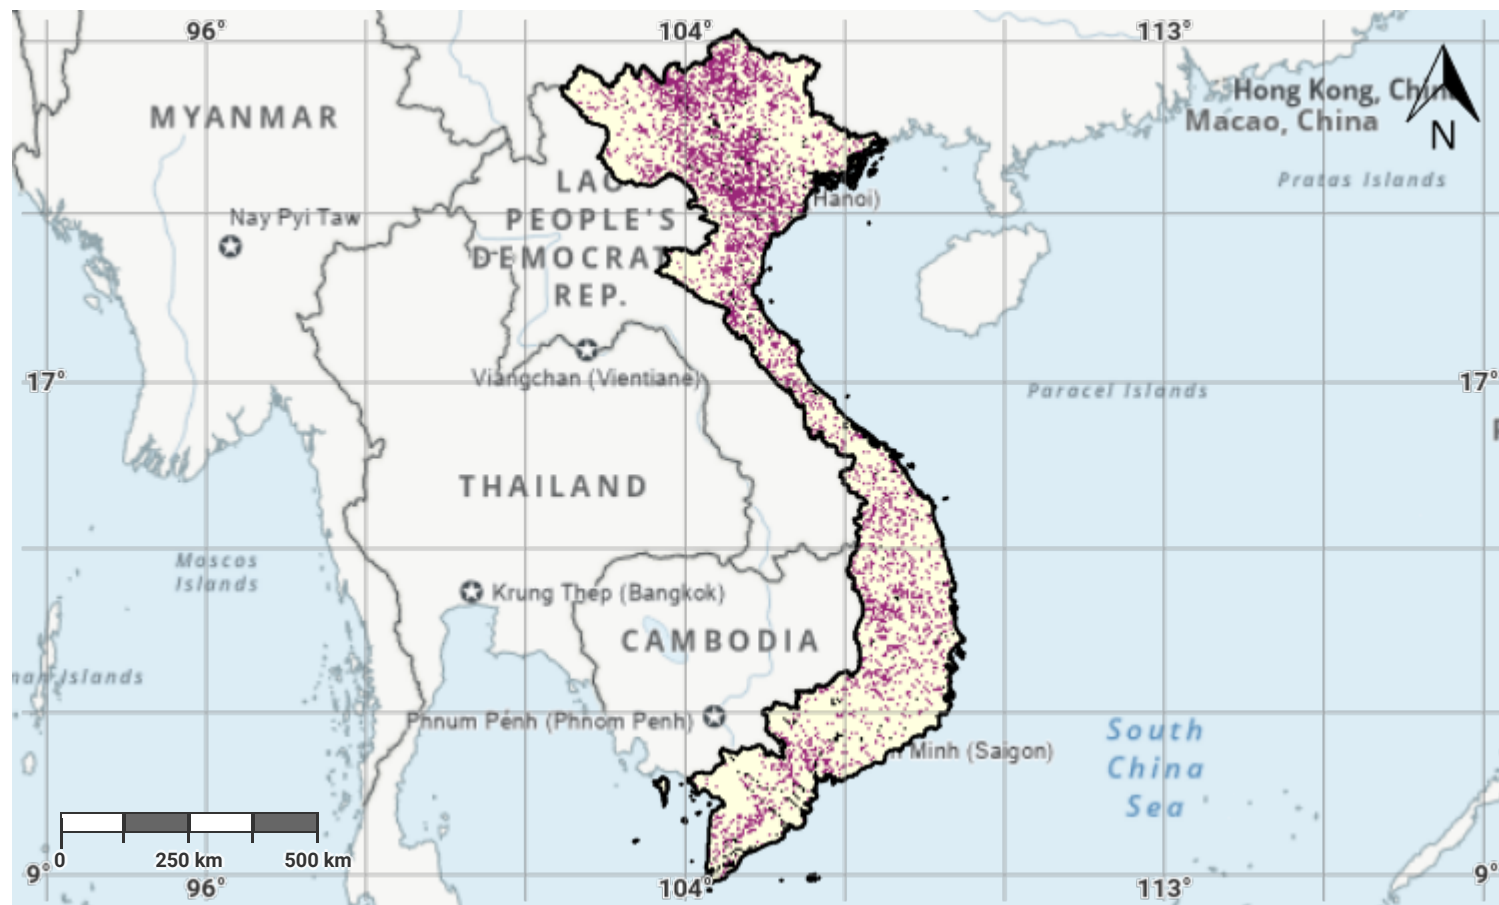 96°
104°
113°
Hong Kong, Chin
Macao, China
N
MYANMAR
Pratas Islands
LAO
PEOPLE'S
DEMOCRAT
REP.
Hanoi)
Nay Pyi Taw
Viangchan (Vientiane)
17°
17°
Paracel Islands
THAILAND
Moscos
Islands
Krung Thep (Bangkok)
CAMBODIA
Islands
Phnum Pénh (Phnom Penh)
Minh (Saigon)
South
China
Sea
0
250 km
500 km
9°
9°
96°
104°
113°